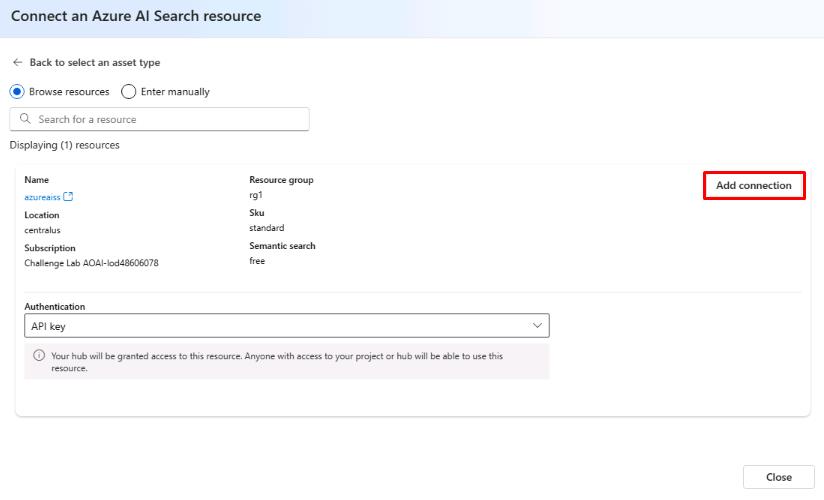 Connect an Azure AI Search resource
Back to select an asset type
Browse resources
Enter manually
Search for a resource
Displaying (1) resources
Name
azureaiss
Location
centralus
Subscription
Challenge Lab AOAI-lod48606078
Resource group
rg1
Sku
standard
Semantic search
free
Add connection
Authentication
API key
Your hub will be granted access to this resource. Anyone with access to your project or hub will be able to use this
resource.
Close